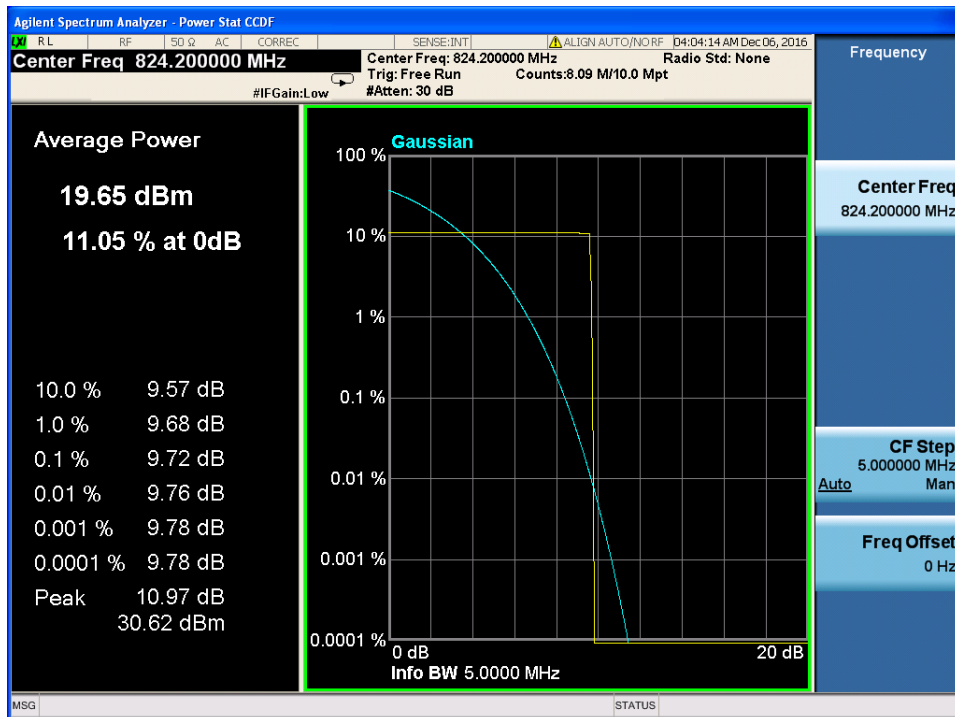 Agilent Spectrum Analyzer - Power Stat CCDF
LXI RL RF 50 Ω AC CORREC SENSE:INT ALIGN AUTO/NO RF 04:04:14 AM Dec 06, 2016
Center Freq 824.200000 MHz
#IFGain:Low
Center Freq: 824.200000 MHz Radio Std: None
Trig: Free Run Counts:8.09 M/10.0 Mpt
#Atten: 30 dB
Average Power
19.65 dBm
11.05 % at 0dB
10.0 % 9.57 dB
1.0 % 9.68 dB
0.1 % 9.72 dB
0.01 % 9.76 dB
0.001 % 9.78 dB
0.0001 % 9.78 dB
Peak 10.97 dB
30.62 dBm
Gaussian
100 %
10 %
1 %
0.1 %
0.01 %
0.001 %
0.0001 %
0 dB 20 dB
Info BW 5.0000 MHz
Frequency
Center Freq
824.200000 MHz
CF Step
5.000000 MHz
Auto Man
Freq Offset
0 Hz
MSG STATUS